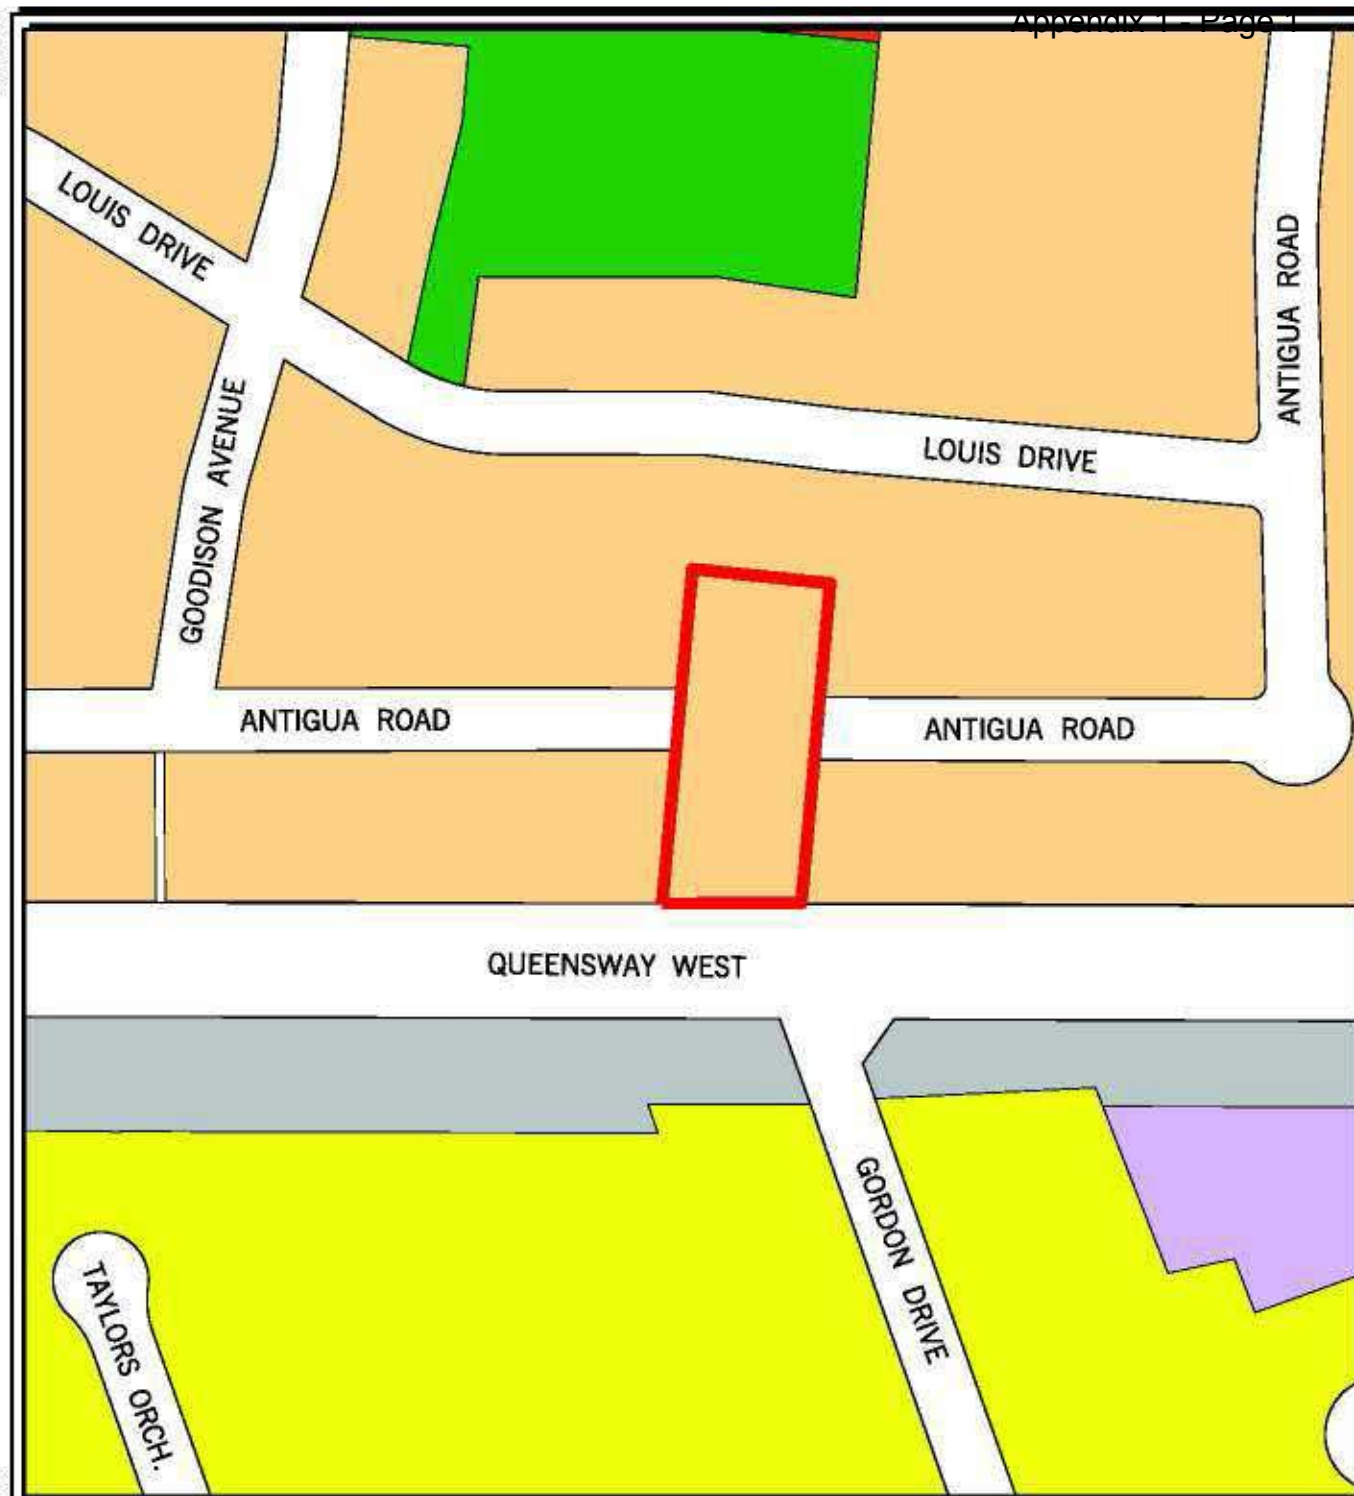 Appendix 1 - Page 1
LOUIS DRIVE
ANTIGUA ROAD
GOODISON AVENUE
LOUIS DRIVE
ANTIGUA ROAD
ANTIGUA ROAD
QUEENSWAY WEST
GORDON DRIVE
TAYLORS ORCH.